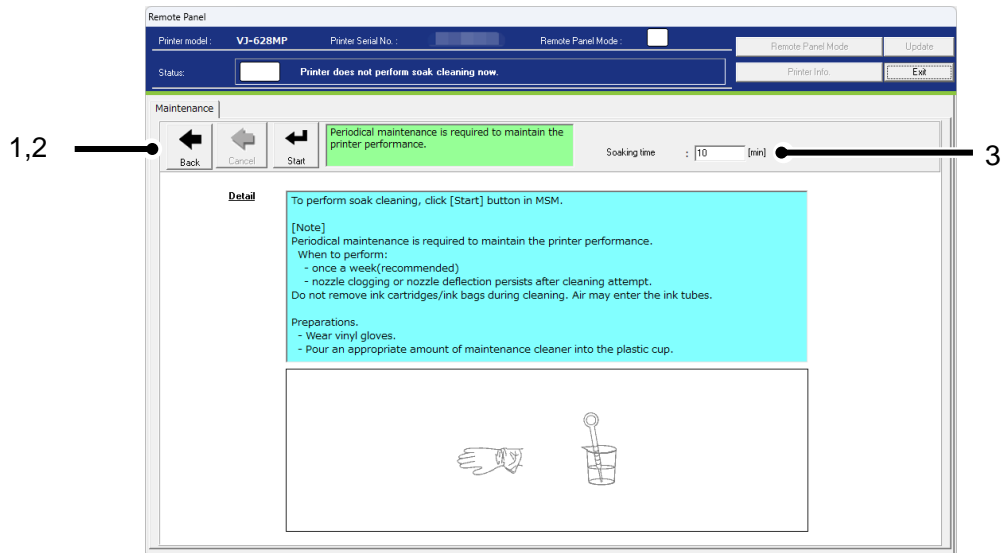 Remote Panel
Printer model : VJ-628MP Printer Serial No. : Remote Panel Mode :
Remote Panel Mode Update
Status: Printer does not perform soak cleaning now.
Printer Info. Exit
Maintenance
1,2
Back Cancel Start
Periodical maintenance is required to maintain the
printer performance.
Soaking time : 10 [min]
3
Detail
To perform soak cleaning, click [Start] button in MSM.
[Note]
Periodical maintenance is required to maintain the printer performance.
When to perform:
- once a week(recommended)
- nozzle clogging or nozzle deflection persists after cleaning attempt.
Do not remove ink cartridges/ink bags during cleaning. Air may enter the ink tubes.
Preparations.
- Wear vinyl gloves.
- Pour an appropriate amount of maintenance cleaner into the plastic cup.